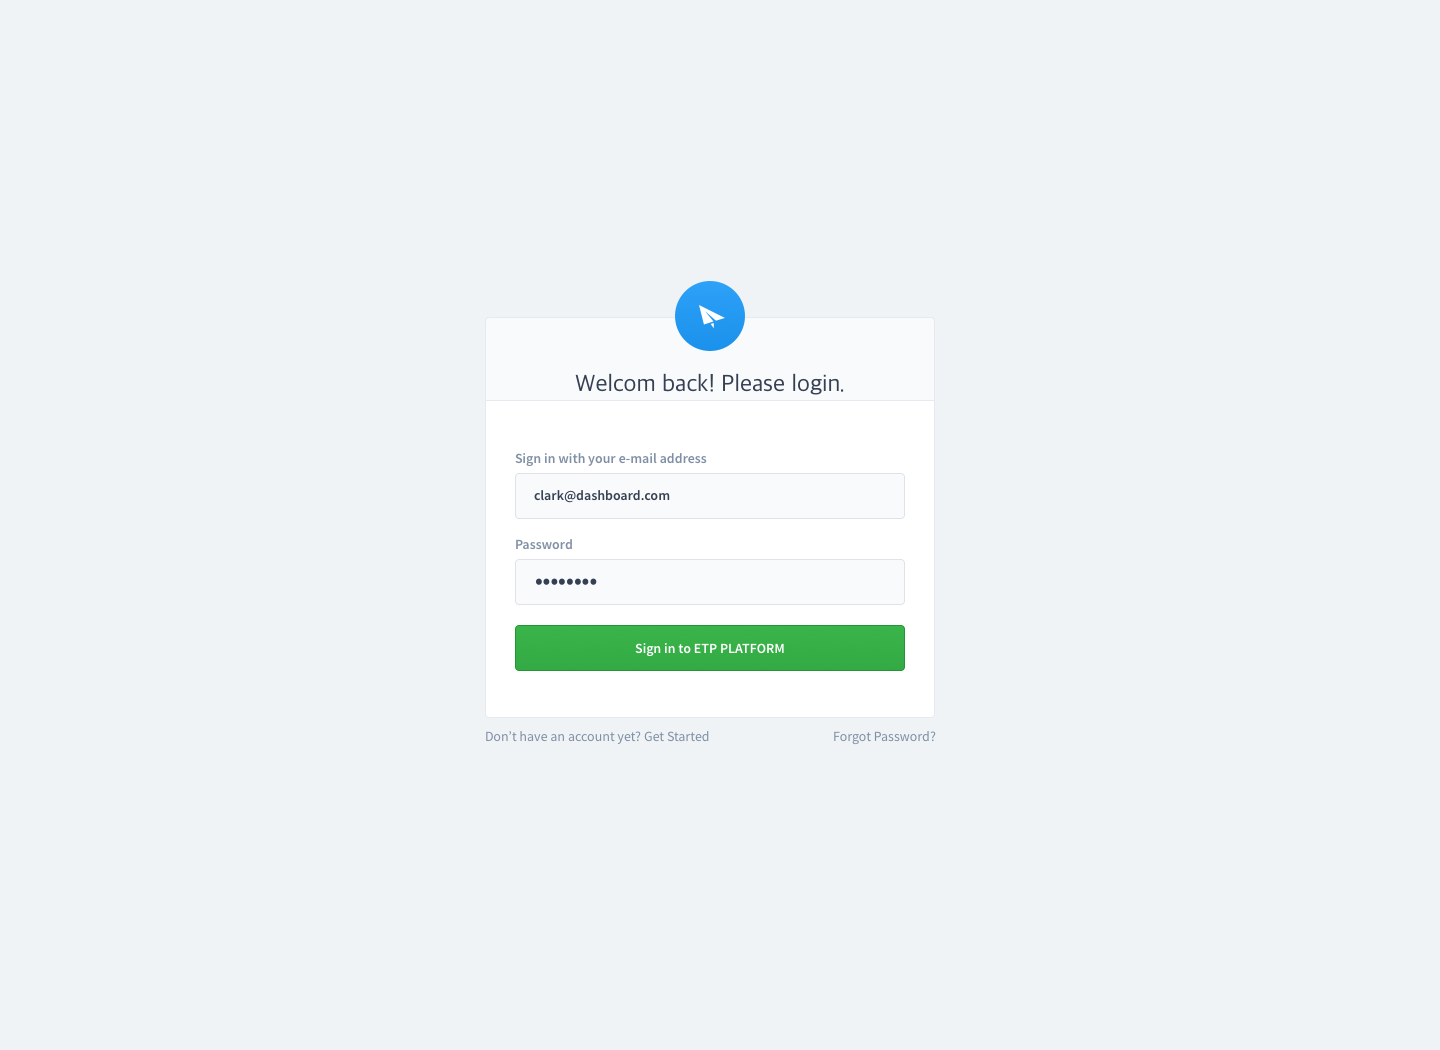 Welcom back! Please login.
Sign in with your e-mail address
clark@dashboard.com
Password
••••••••
Sign in to ETP PLATFORM
Don't have an account yet? Get Started
Forgot Password?